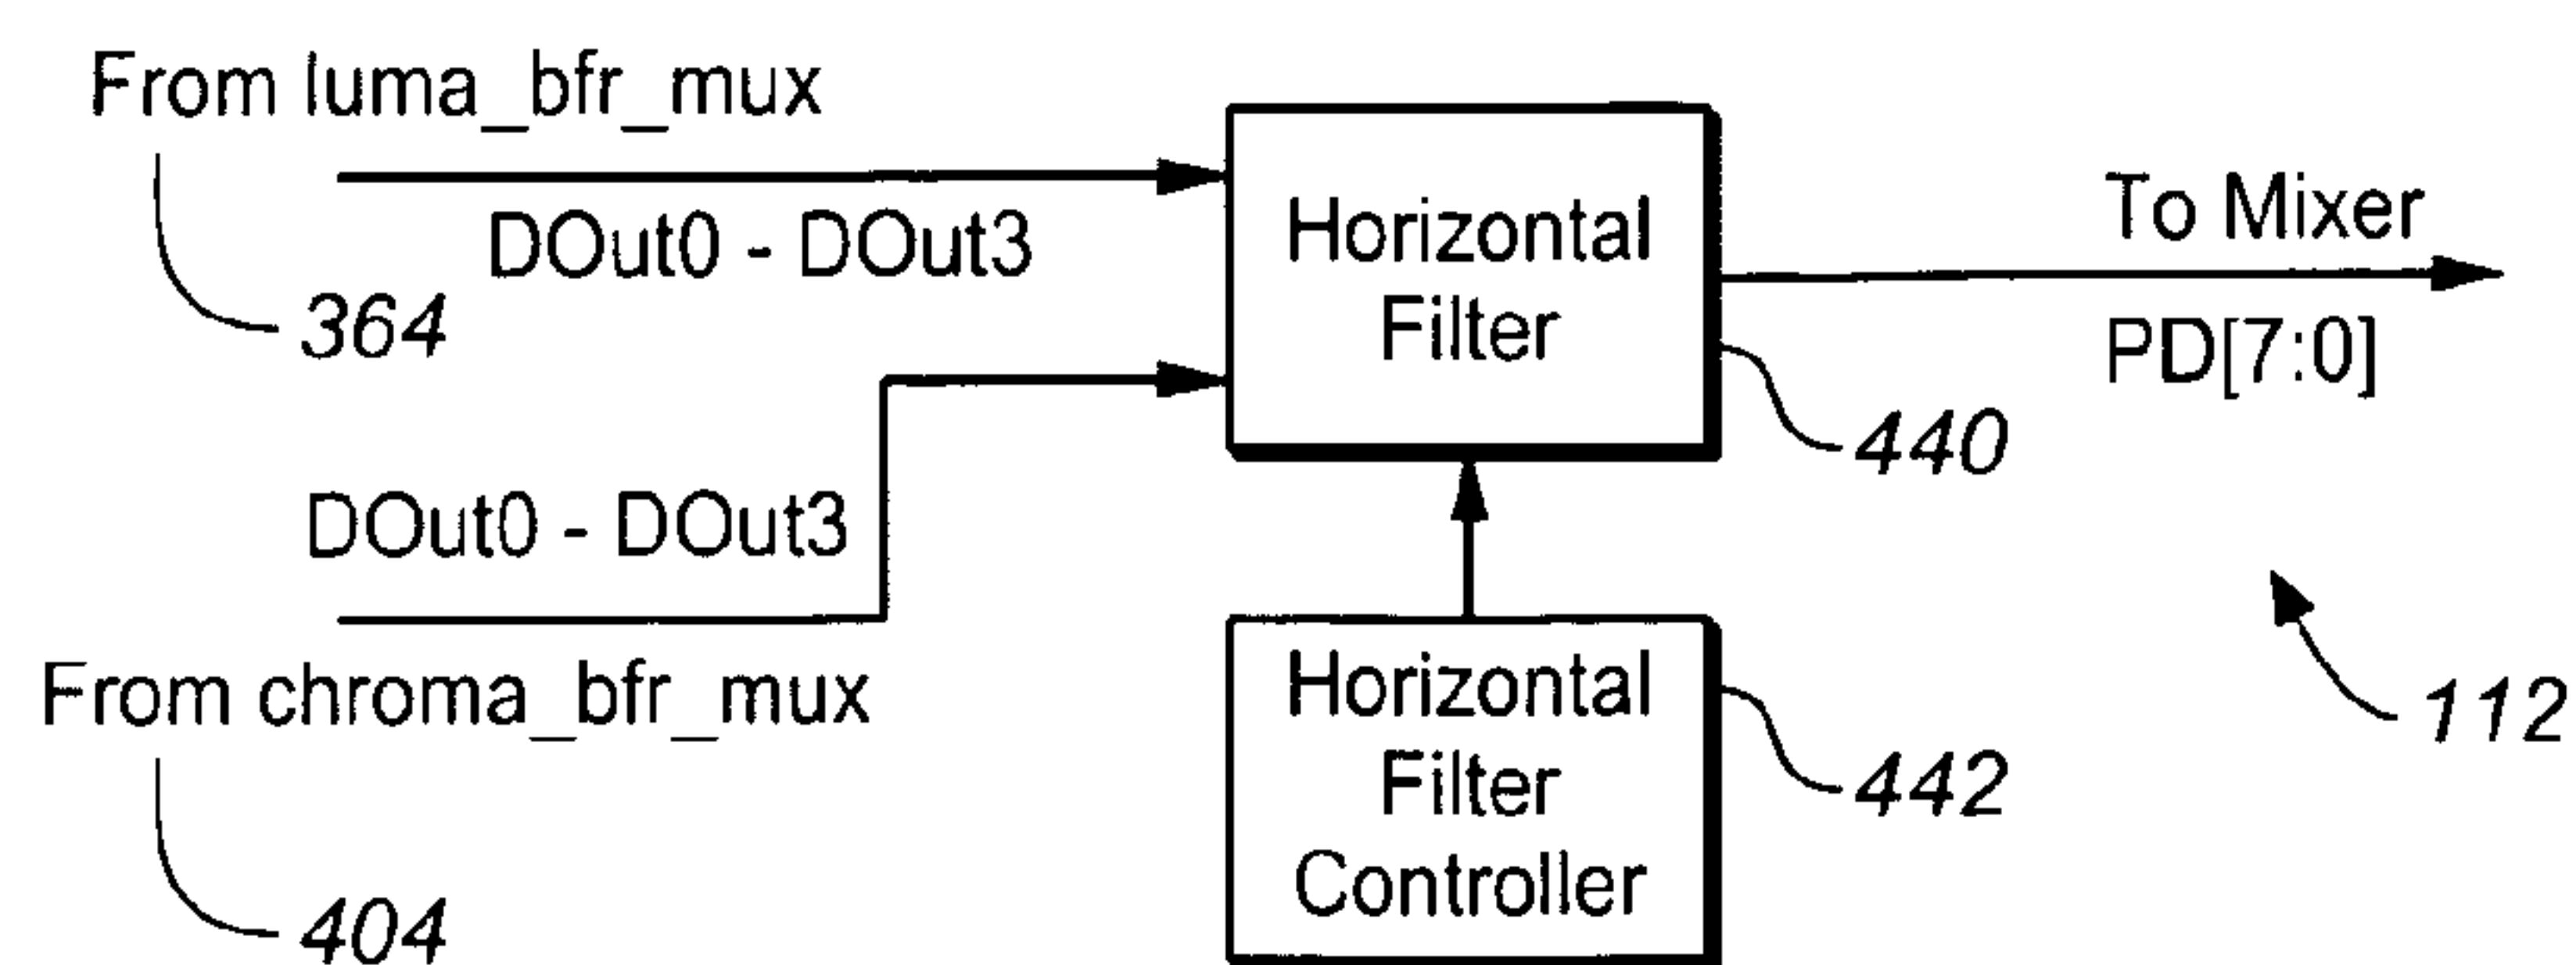 From luma_bfr_mux
DOut0 - DOut3
364
Horizontal
Filter
To Mixer
PD[7:0]
440
DOut0 - DOut3
From chroma_bfr_mux
404
Horizontal
Filter
Controller
442
112